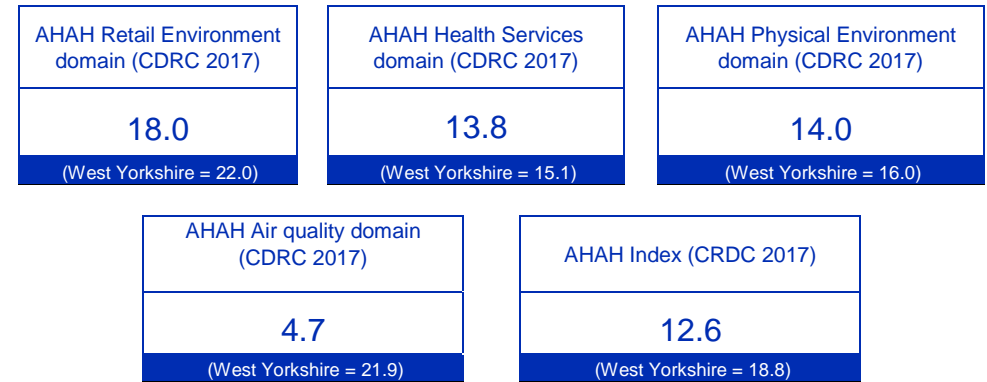 AHAH Retail Environment
domain (CDRC 2017)
18.0
(West Yorkshire = 22.0)
AHAH Health Services
domain (CDRC 2017)
13.8
(West Yorkshire = 15.1)
AHAH Physical Environment
domain (CDRC 2017)
14.0
(West Yorkshire = 16.0)
AHAH Air quality domain
(CDRC 2017)
4.7
(West Yorkshire = 21.9)
AHAH Index (CRDC 2017)
12.6
(West Yorkshire = 18.8)